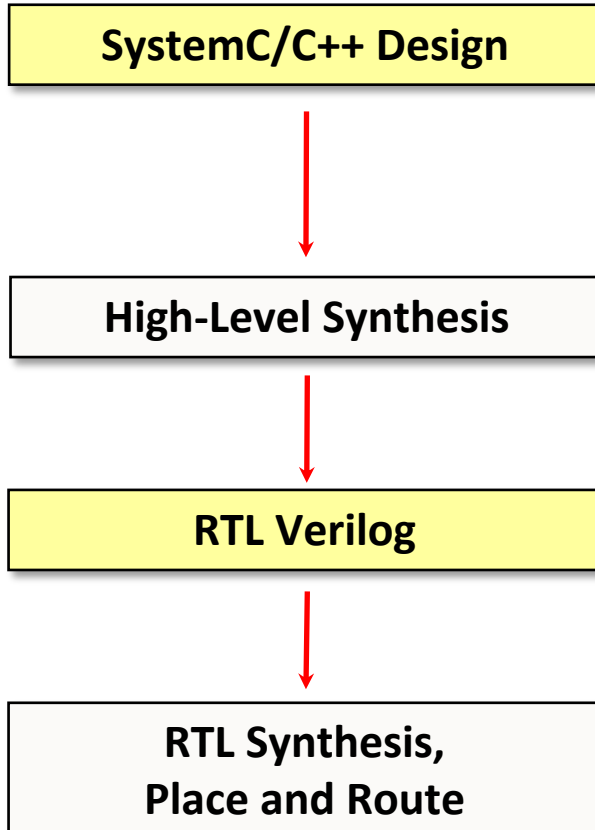 SystemC/C++ Design
High-Level Synthesis
RTL Verilog
RTL Synthesis,
Place and Route